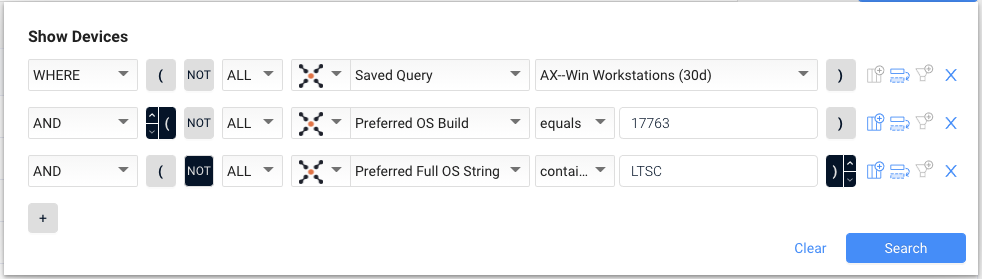 Show Devices
WHERE ( NOT ALL Saved Query AX--Win Workstations (30d) )
AND ( NOT ALL Preferred OS Build equals 17763 )
AND ( NOT ALL Preferred Full OS String contai... LTSC )
+
Clear Search